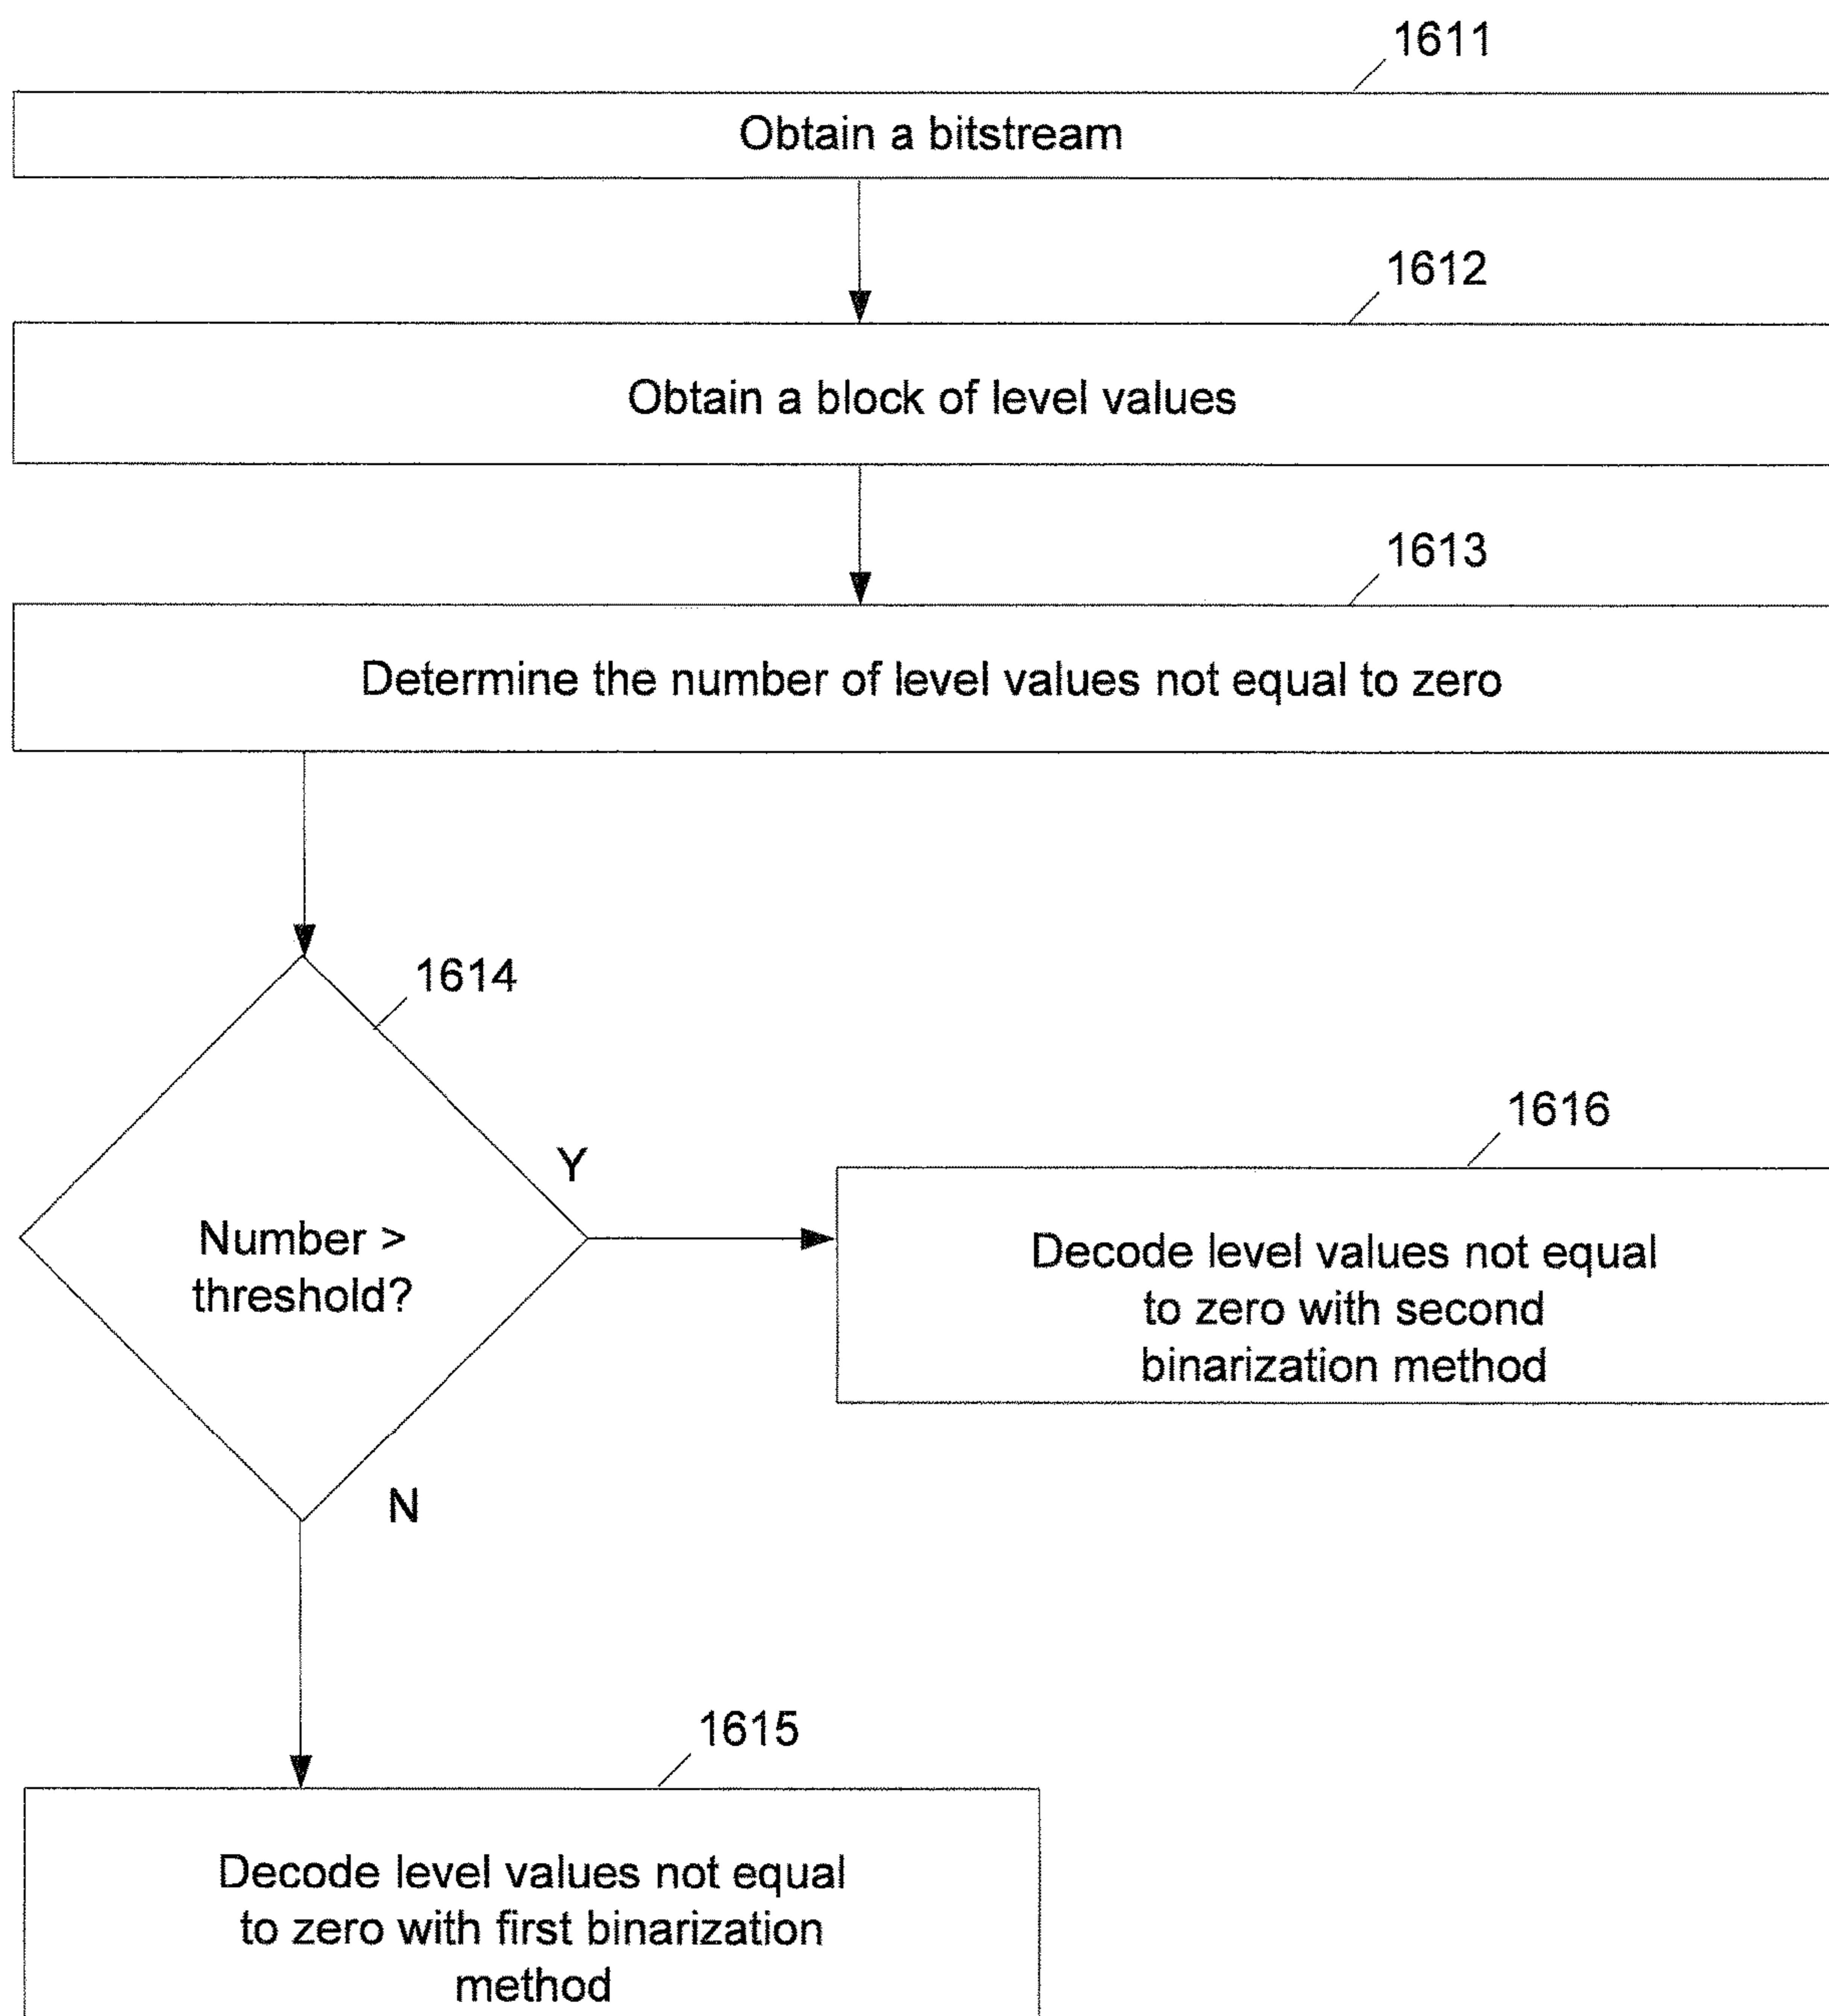 1611
Obtain a bitstream
1612
Obtain a block of level values
1613
Determine the number of level values not equal to zero
1614
Number >
threshold?
Y
1616
Decode level values not equal
to zero with second
binarization method
N
1615
Decode level values not equal
to zero with first binarization
method